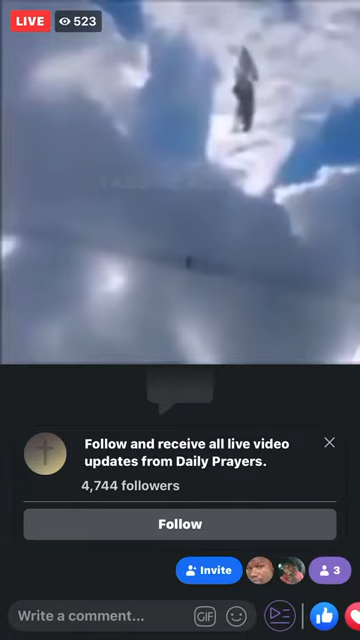 LIVE 523
Follow and receive all live video
updates from Daily Prayers.
4,744 followers
Follow
Invite
3
Write a comment...
GIF